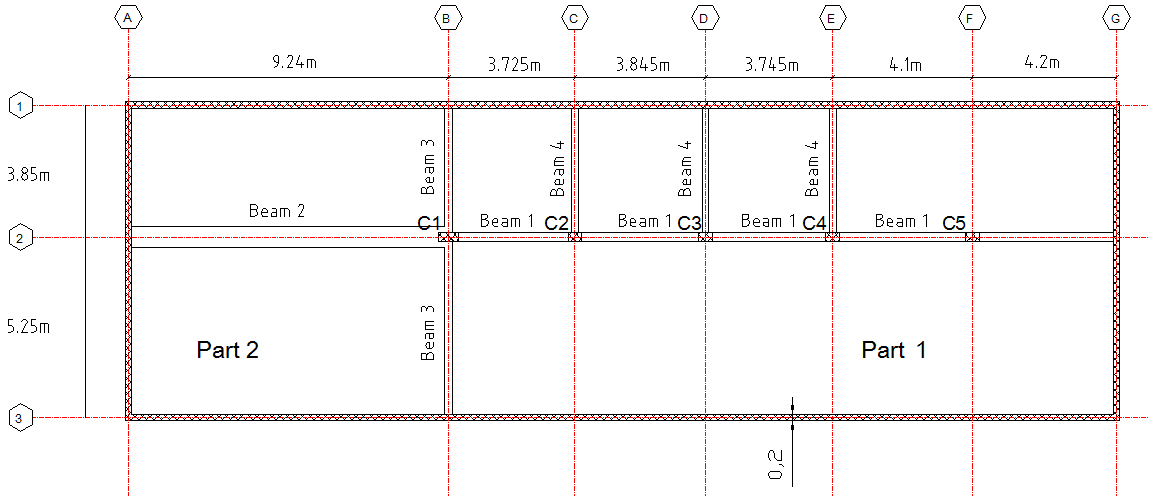 A
B
C
D
E
F
G
9.24m
3.725m
3.845m
3.745m
4.1m
4.2m
1
3.85m
Beam 3
Beam 4
Beam 4
Beam 4
Beam 2
C1
Beam 1
C2
Beam 1
C3
Beam 1
C4
Beam 1
C5
2
5.25m
Beam 3
Part 2
Part 1
3
0,2